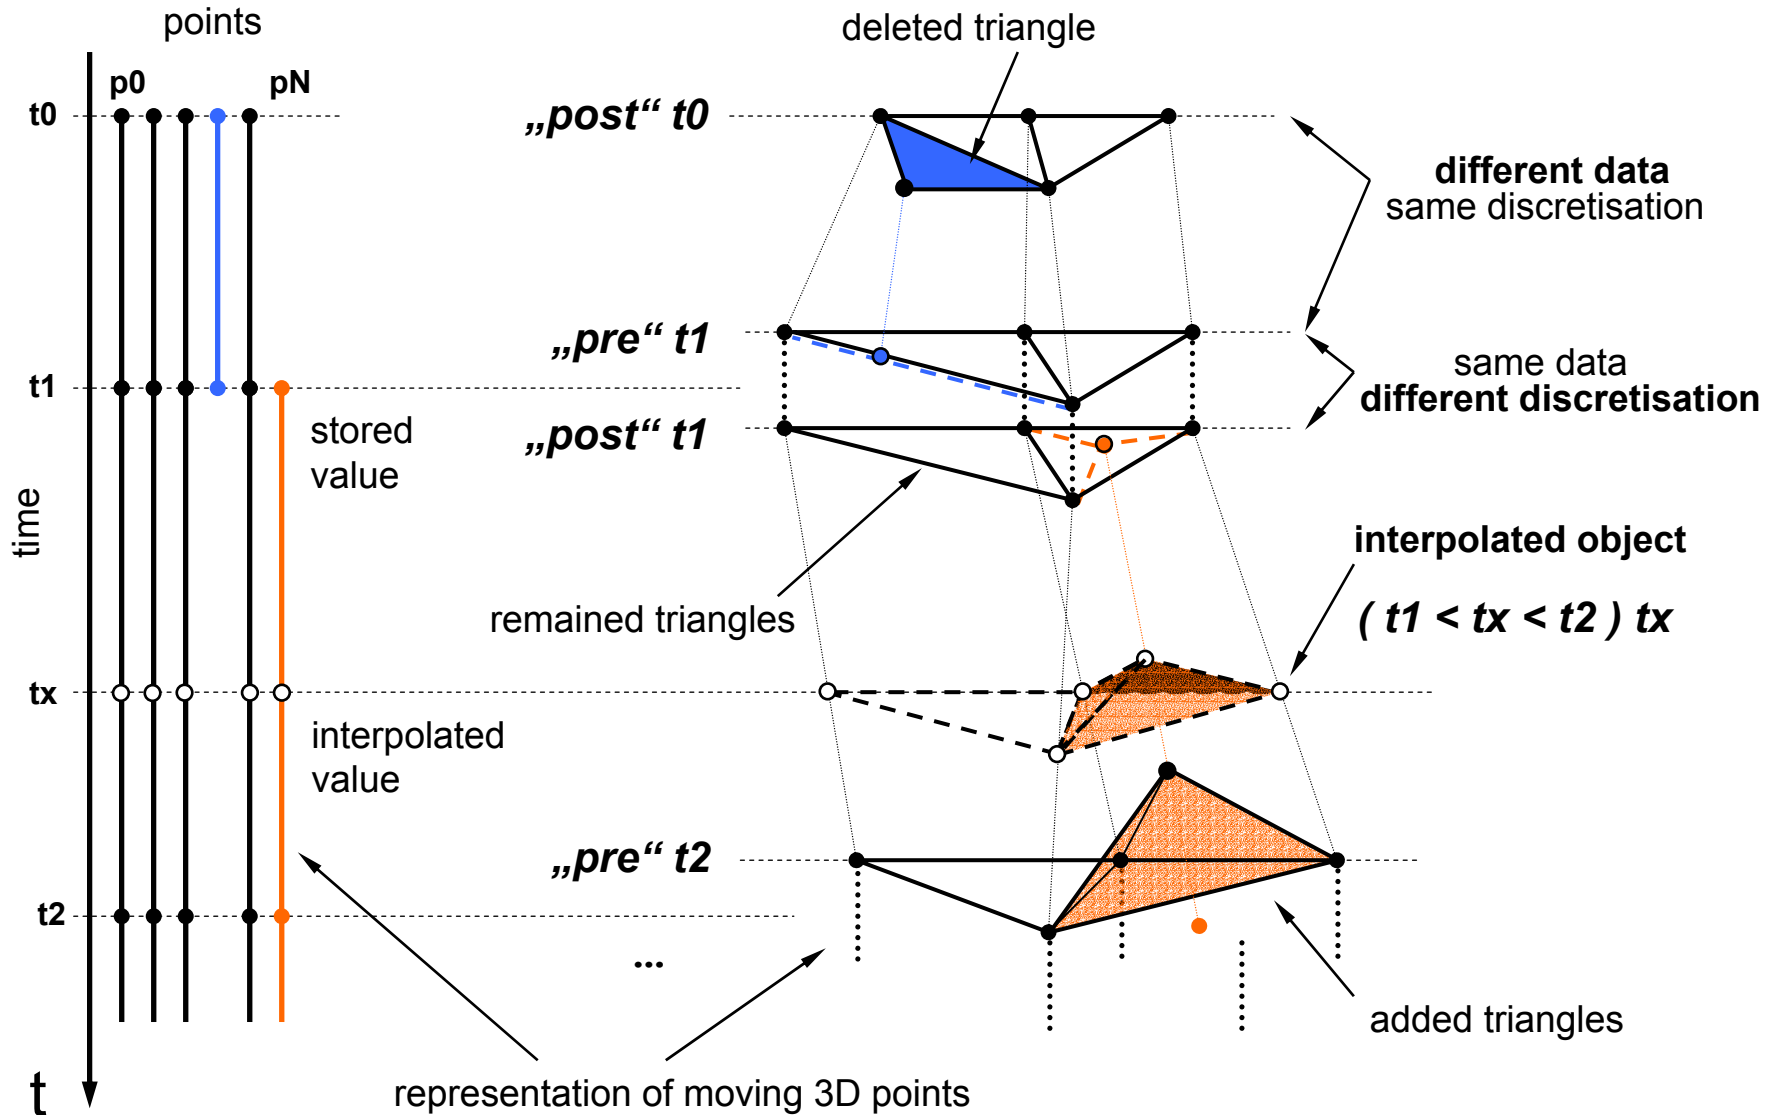 points
deleted triangle
p0
pN
t0
„post“ t0
different data
same discretisation
„pre“ t1
t1
same data
different discretisation
stored
value
„post“ t1
time
interpolated object
remained triangles
( t1 < tx < t2 ) tx
tx
interpolated
value
„pre“ t2
t2
...
added triangles
t
representation of moving 3D points